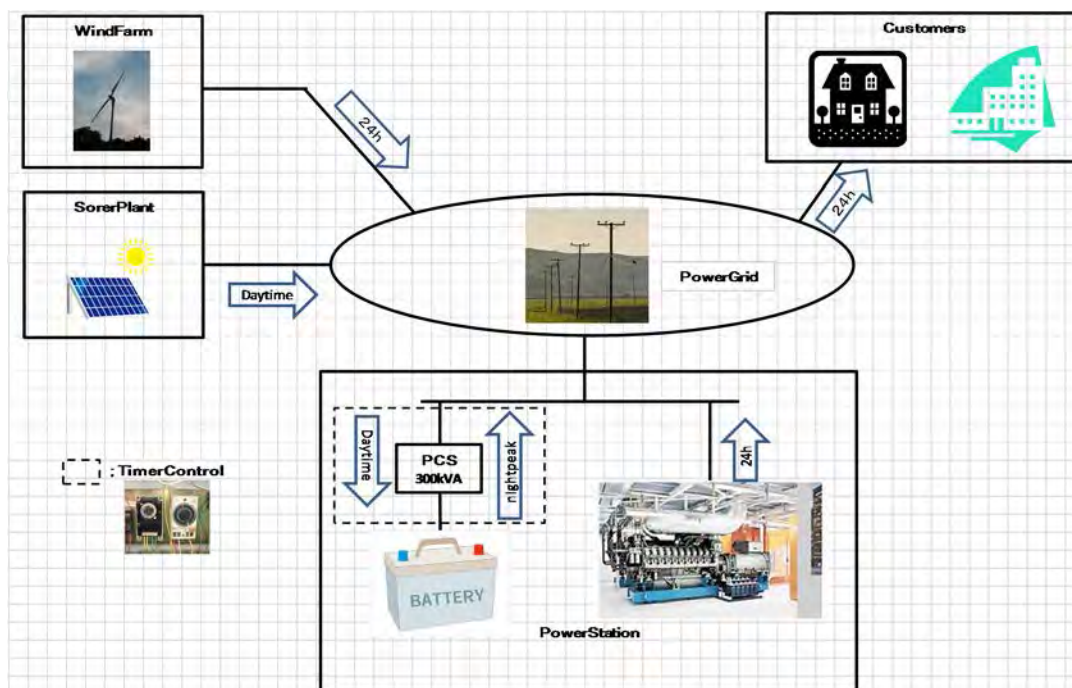 WindFarm
24h
Customers
24h
SorerPlant
Daytime
PowerGrid
Daytime
PCS
300kVA
nightpeak
24h
: TimerControl
BATTERY
PowerStation